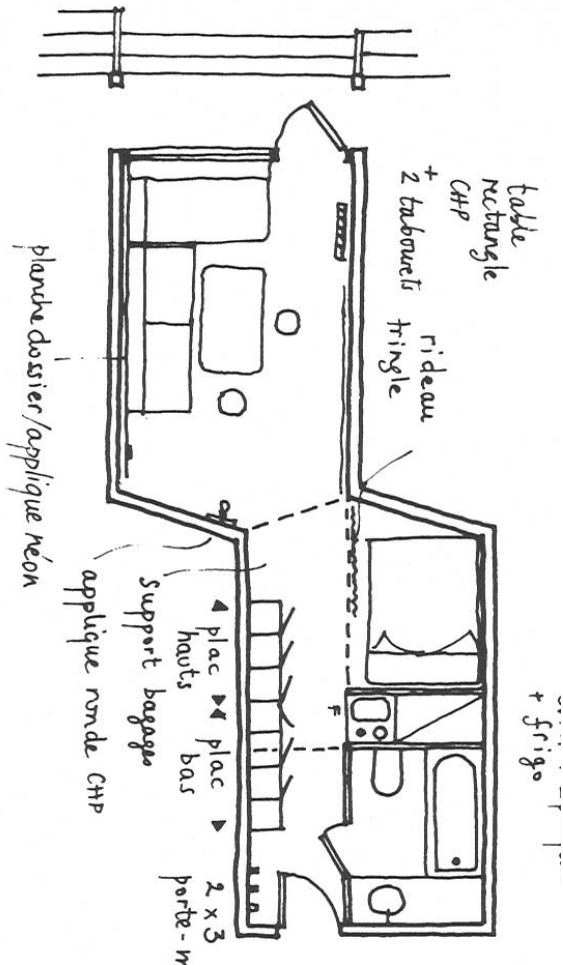 table
rectangle
CHP
+
2 tabourets
rideau
tringle
+ frigo
F
plac
hauts
plac
bas
2 x 3
support bagages
applique ronde CHP
planche dossier/applique néon